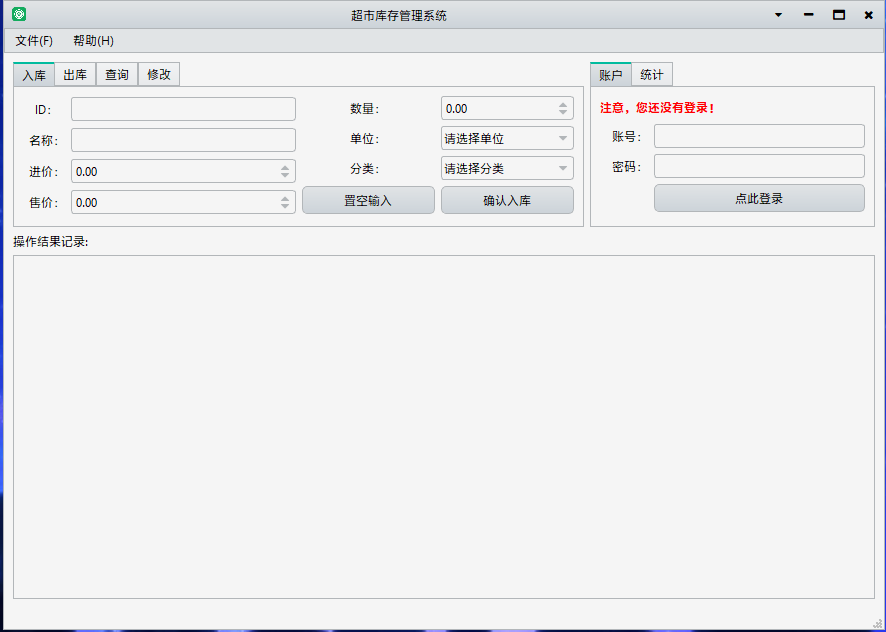 超市库存管理系统
文件(F) 帮助(H)
入库 出库 查询 修改
ID:
名称:
进价: 0.00
售价: 0.00
数量: 0.00
单位: 请选择单位
分类: 请选择分类
置空输入 确认入库
账户 统计
注意，您还没有登录！
账号:
密码:
点此登录
操作结果记录: